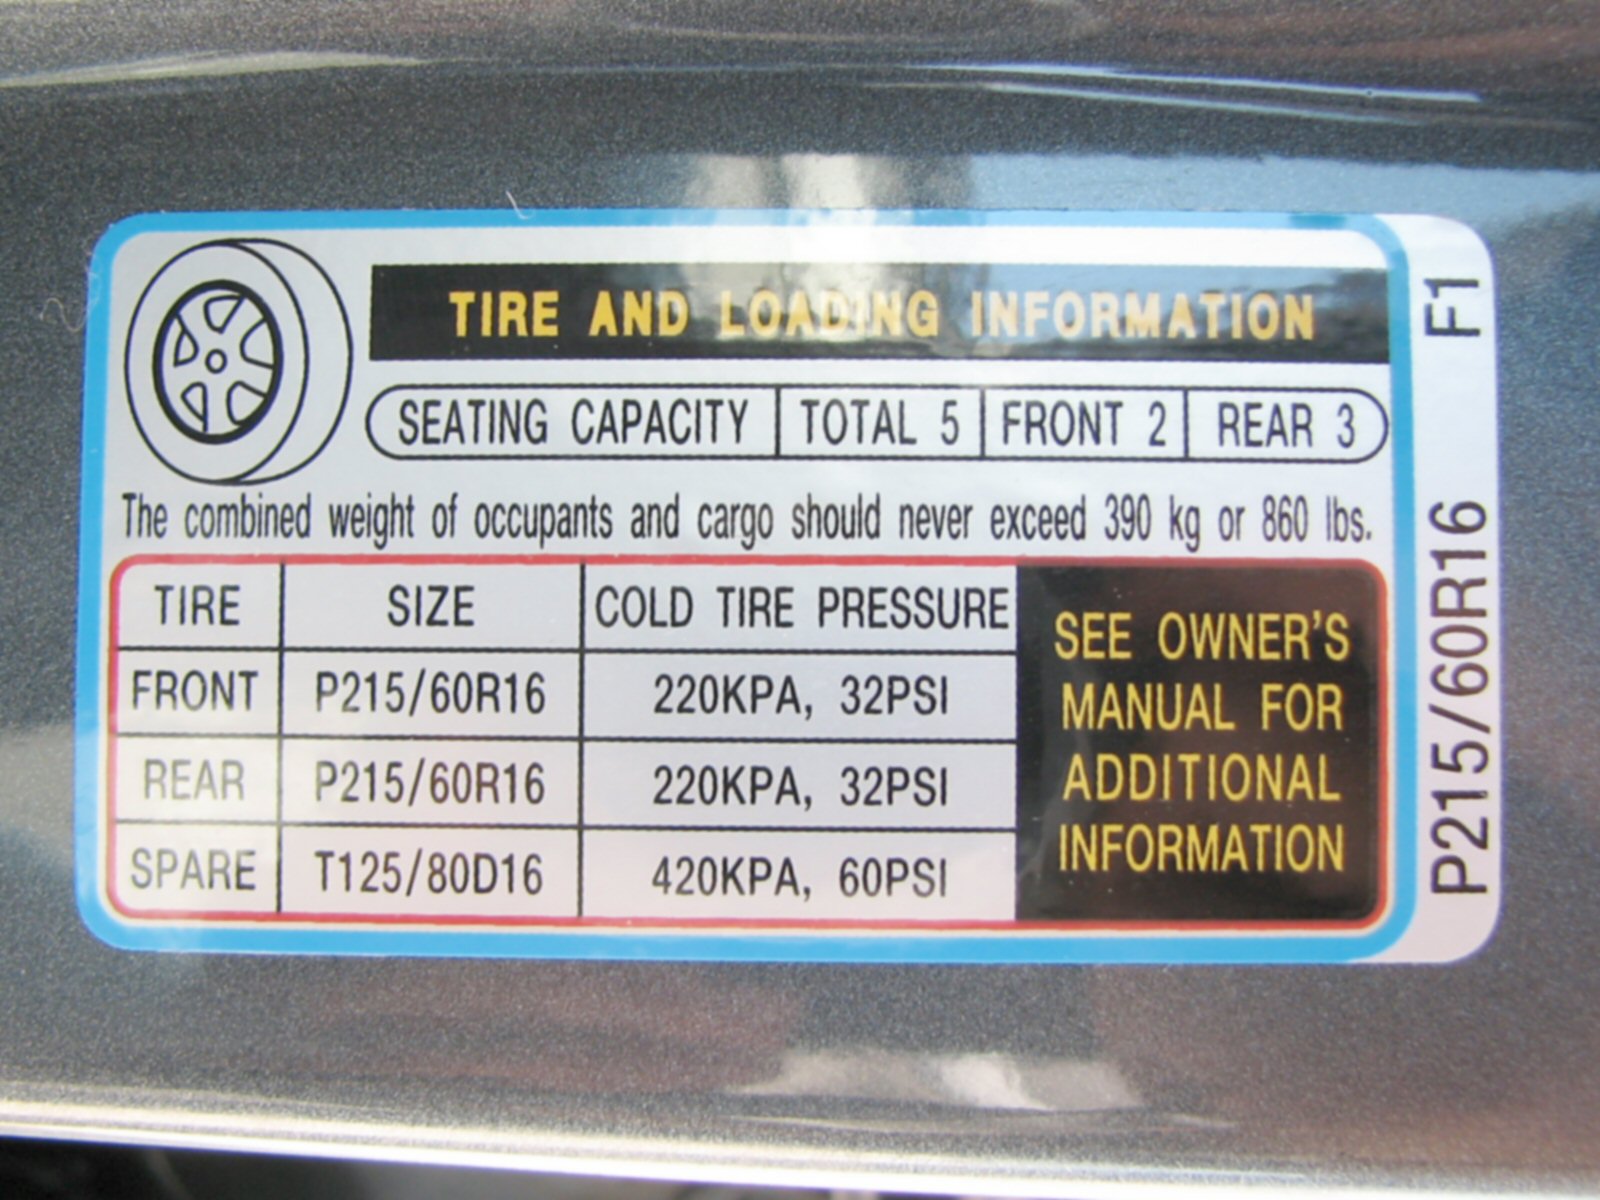 TIRE AND LOADING INFORMATION
SEATING CAPACITY TOTAL 5 FRONT 2 REAR 3
The combined weight of occupants and cargo should never exceed 390 kg or 860 lbs.
TIRE SIZE COLD TIRE PRESSURE
FRONT P215/60R16 220KPA, 32PSI
REAR P215/60R16 220KPA, 32PSI
SPARE T125/80D16 420KPA, 60PSI
SEE OWNER'S
MANUAL FOR
ADDITIONAL
INFORMATION
P215/60R16 F1